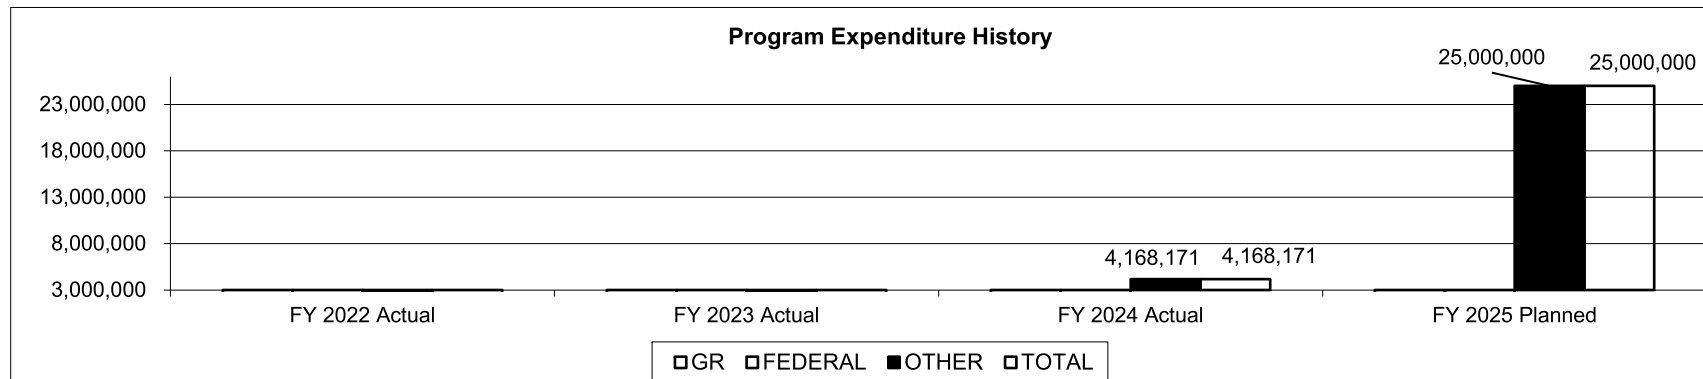 Program Expenditure History
25,000,000 25,000,000
23,000,000
18,000,000
13,000,000
8,000,000
4,168,171 4,168,171
3,000,000
FY 2022 Actual FY 2023 Actual FY 2024 Actual FY 2025 Planned
GR FEDERAL OTHER TOTAL